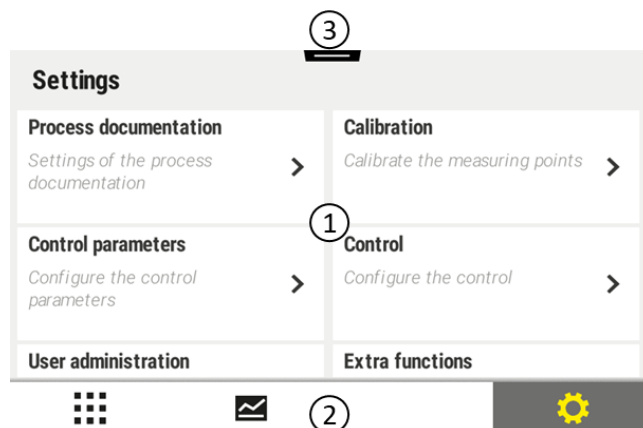 3
Settings
Process documentation
Settings of the process
documentation
Calibration
Calibrate the measuring points
1
Control parameters
Configure the control
parameters
Control
Configure the control
User administration
Extra functions
2